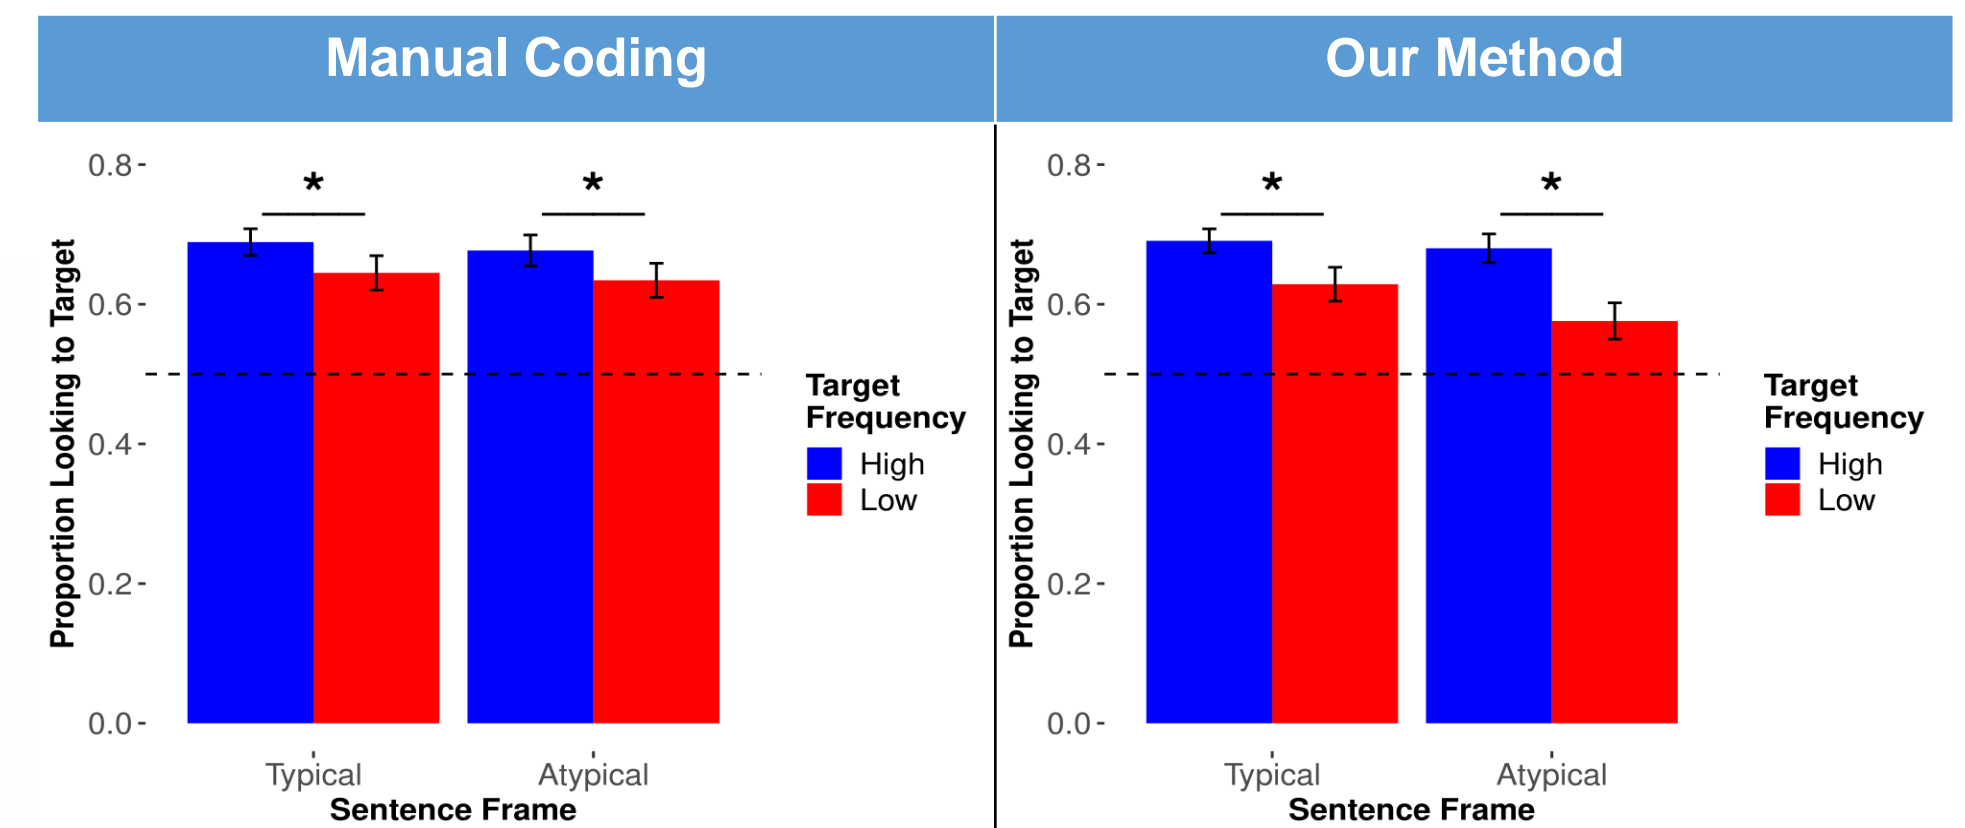 Manual Coding
Our Method
0.8
0.6
0.4
0.2
0.0
Proportion Looking to Target
*
*
Typical
Atypical
Sentence Frame
Target
Frequency
High
Low
0.8
0.6
0.4
0.2
0.0
Proportion Looking to Target
*
*
Typical
Atypical
Sentence Frame
Target
Frequency
High
Low